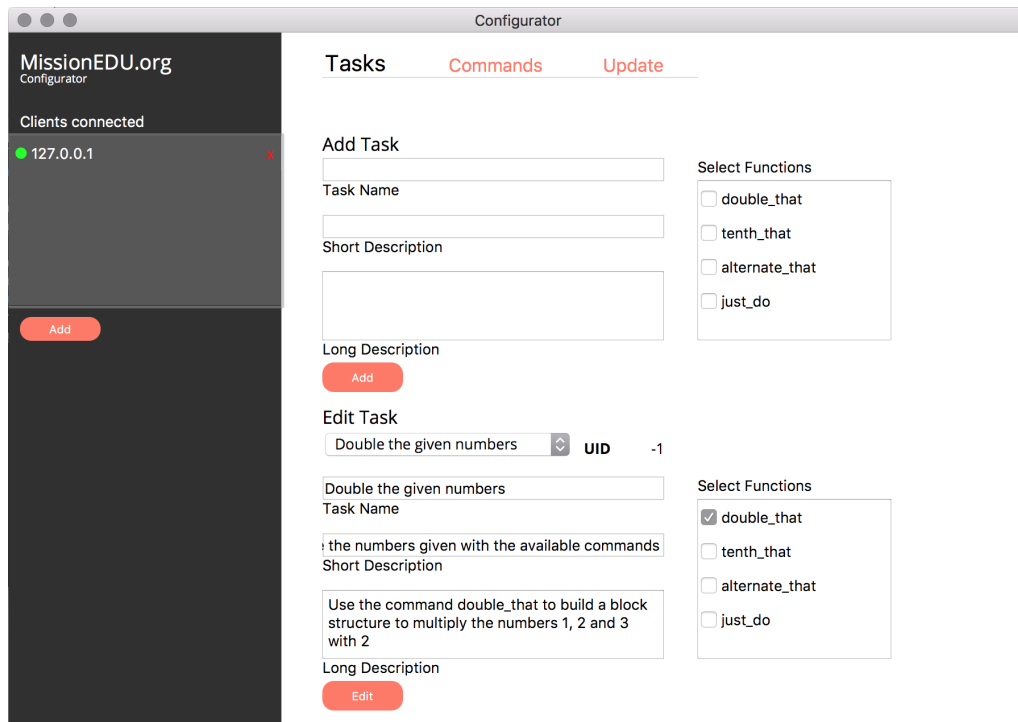 Configurator
MissionEDU.org
Configurator
Clients connected
127.0.0.1
x
Add
Tasks
Commands
Update
Add Task
Task Name
Short Description
Long Description
Add
Select Functions
double_that
tenth_that
alternate_that
just_do
Edit Task
Double the given numbers
UID
-1
Double the given numbers
Task Name
the numbers given with the available commands
Short Description
Use the command double_that to build a block
structure to multiply the numbers 1, 2 and 3
with 2
Long Description
Edit
Select Functions
double_that
tenth_that
alternate_that
just_do